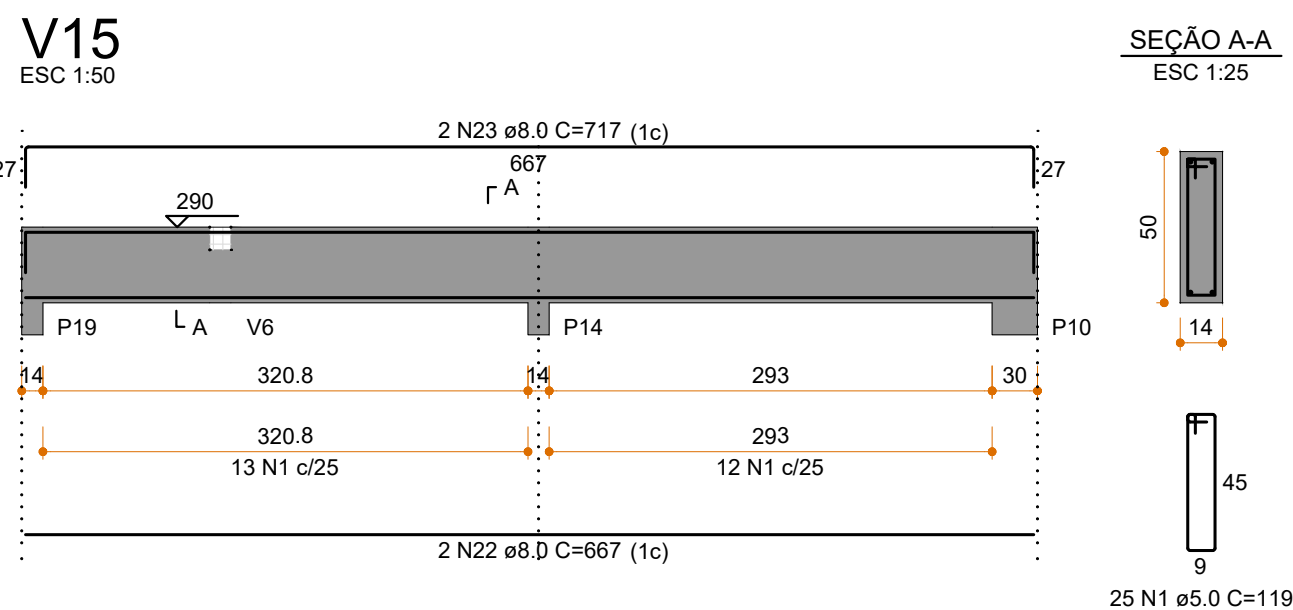 V15
ESC 1:50
SEÇÃO A-A
ESC 1:25
2 N23 ø8.0 C=717 (1c)
27
667
27
A
290
50
P19
A
V6
P14
P10
14
14
320.8
14
293
30
320.8
293
13 N1 c/25
12 N1 c/25
45
2 N22 ø8.0 C=667 (1c)
9
25 N1 ø5.0 C=119